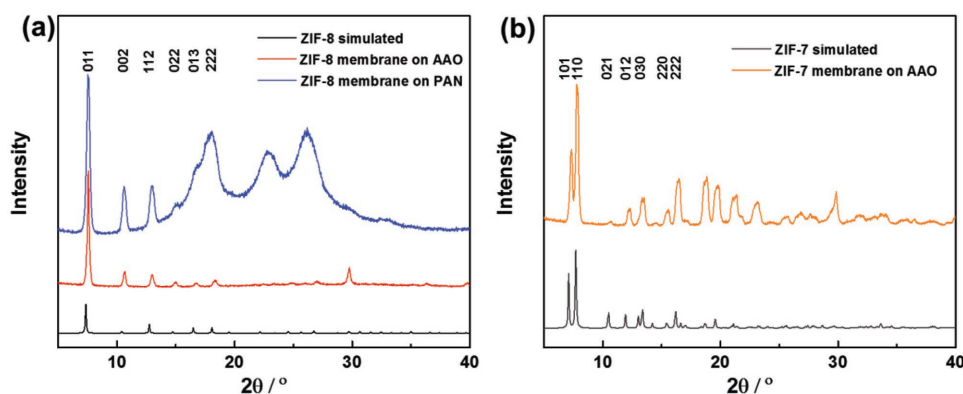 (a)
ZIF-8 simulated
ZIF-8 membrane on AAO
ZIF-8 membrane on PAN
011
002
112
022
013
222
Intensity
10
20
30
40
2θ / °
(b)
ZIF-7 simulated
ZIF-7 membrane on AAO
101
110
021
012
030
220
222
Intensity
10
20
30
40
2θ / °